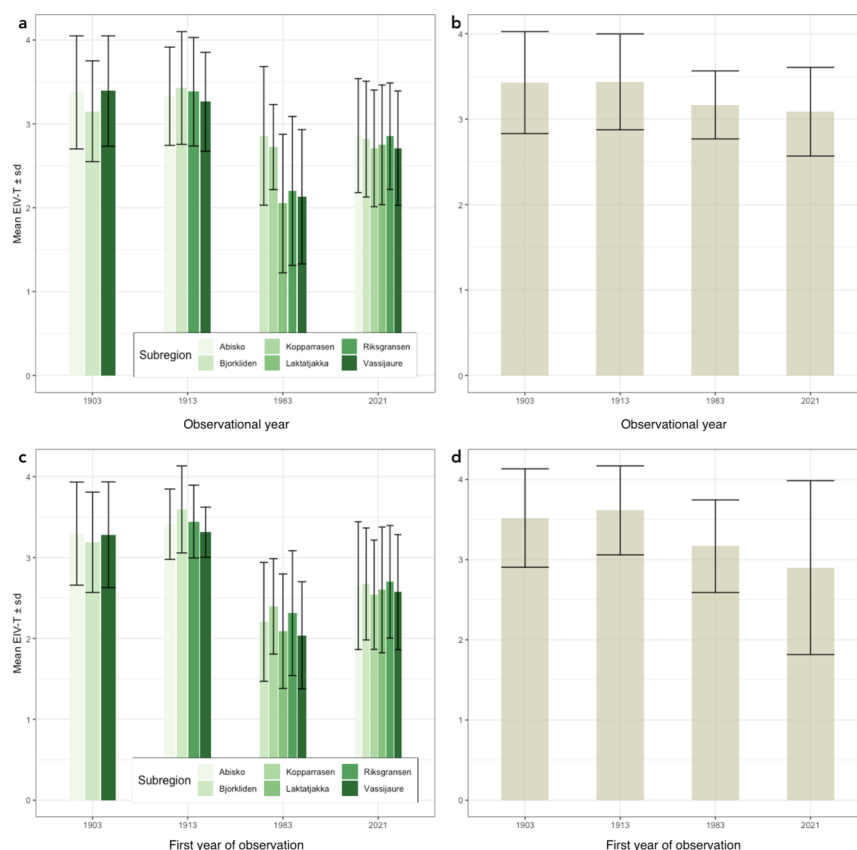 a
Mean EIV-T ± sd
4
3
2
1
0
Subregion
Abisko Kopparrasen Riksgransen
Bjorkliden Laktatjakka Vassijaure
1903 1913 1983 2021
Observational year
b
4
3
2
1
0
1903 1913 1983 2021
Observational year
c
Mean EIV-T ± sd
4
3
2
1
0
Subregion
Abisko Kopparrasen Riksgransen
Bjorkliden Laktatjakka Vassijaure
1903 1913 1983 2021
First year of observation
d
4
3
2
1
0
1903 1913 1983 2021
First year of observation